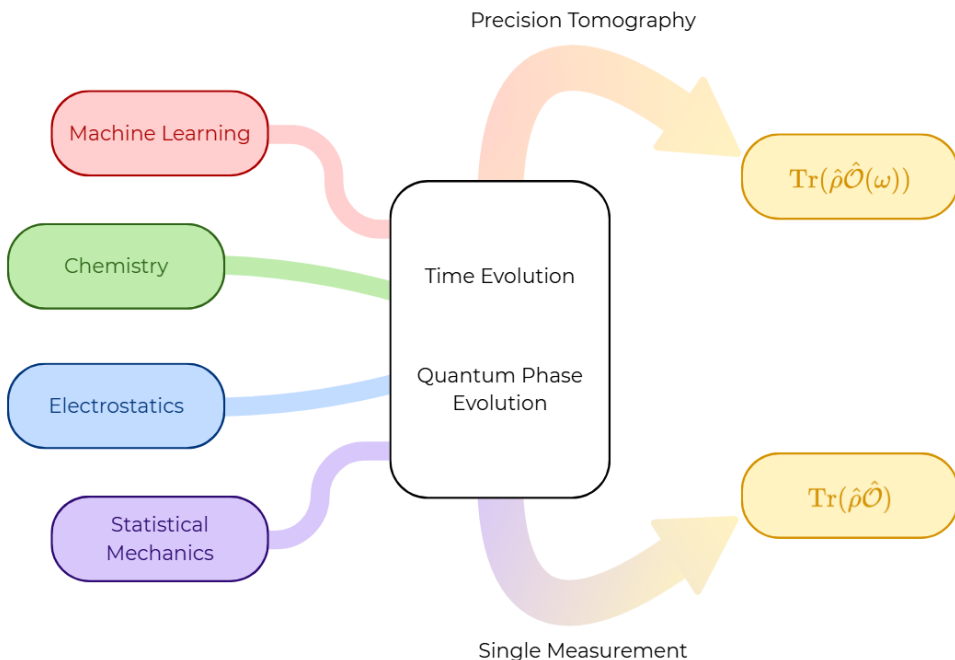 Precision Tomography
Machine Learning
Tr(ρ̂Ô(ω))
Chemistry
Time Evolution
Quantum Phase
Evolution
Electrostatics
Tr(ρ̂Ô)
Statistical
Mechanics
Single Measurement